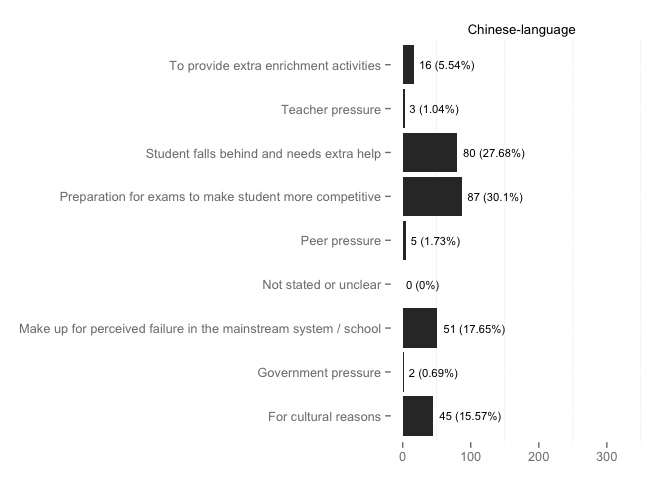 Chinese-language
To provide extra enrichment activities 16 (5.54%)
Teacher pressure 3 (1.04%)
Student falls behind and needs extra help 80 (27.68%)
Preparation for exams to make student more competitive 87 (30.1%)
Peer pressure 5 (1.73%)
Not stated or unclear 0 (0%)
Make up for perceived failure in the mainstream system / school 51 (17.65%)
Government pressure 2 (0.69%)
For cultural reasons 45 (15.57%)
0 100 200 300